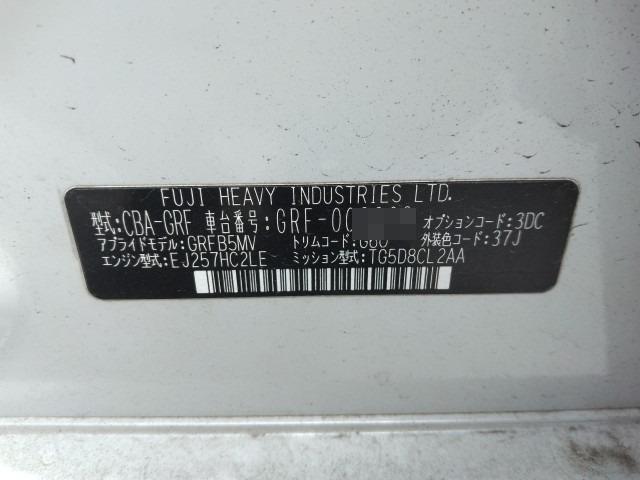 FUJI HEAVY INDUSTRIES LTD.
型式:CBA-GRF 車台番号:GRF-00 オプションコード:3DC
アプライドモデル:GRFB5MV トリムコード: 外装色コード:37J
エンジン型式:EJ257HC2LE ミッション型式:TG5D8CL2AA